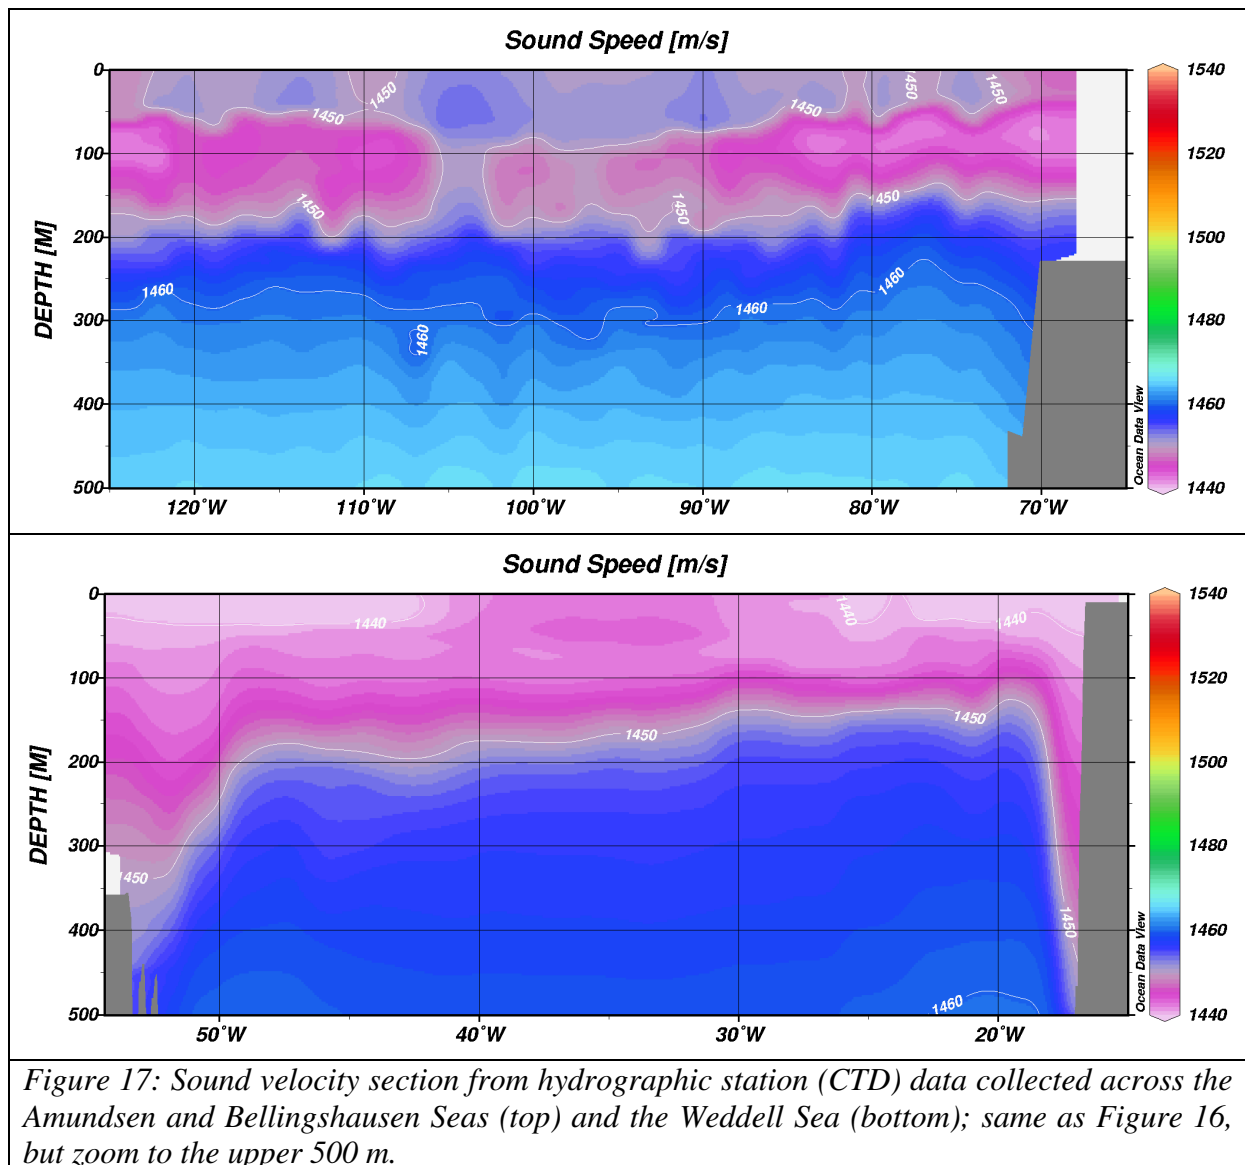 Sound Speed [m/s]
0
100
200
300
400
500
DEPTH [M]
1450
1450
1450
1450
1450
1450
1450
1450
1460
1460
1460
1460
120°W
110°W
100°W
90°W
80°W
70°W
Ocean Data View
1540
1520
1500
1480
1460
1440
Sound Speed [m/s]
0
100
200
300
400
500
DEPTH [M]
1440
1440
1440
1450
1450
1450
1450
1460
50°W
40°W
30°W
20°W
Ocean Data View
1540
1520
1500
1480
1460
1440
Figure 17: Sound velocity section from hydrographic station (CTD) data collected across the
Amundsen and Bellingshausen Seas (top) and the Weddell Sea (bottom); same as Figure 16,
but zoom to the upper 500 m.